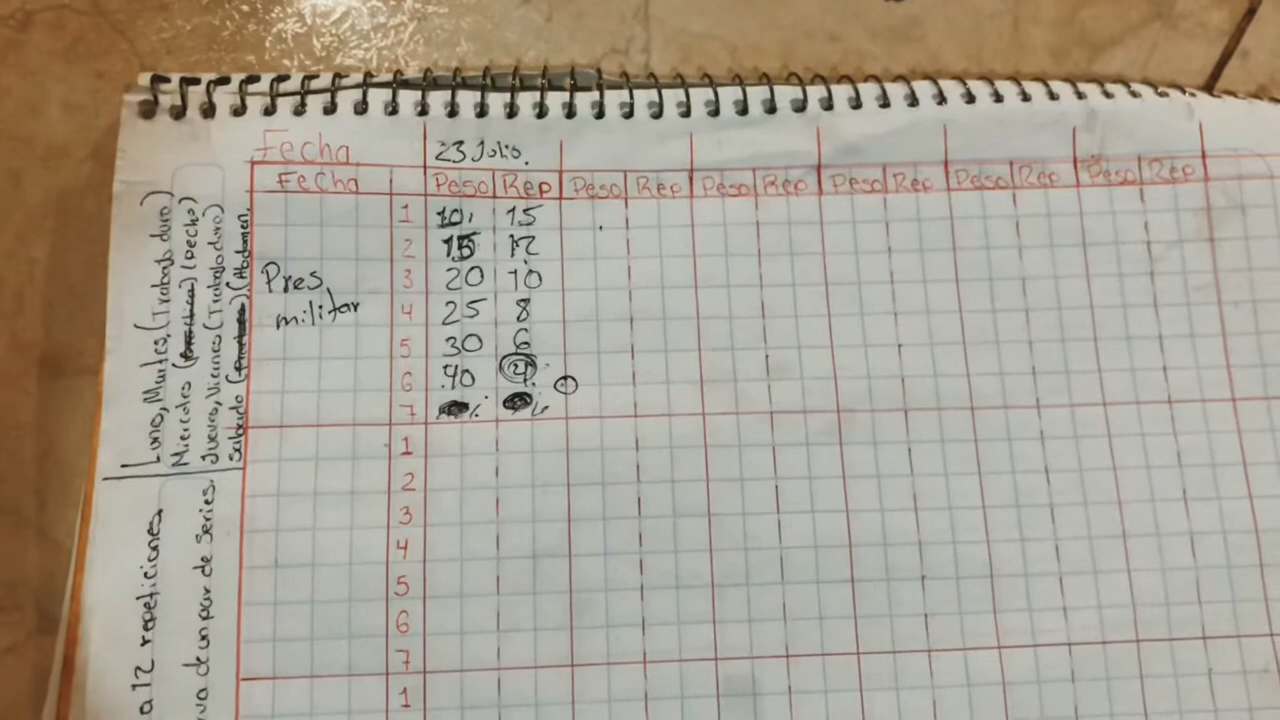 Fecha 23 Julio.
Fecha Peso Rep Peso Rep Peso Rep Peso Rep Peso Rep Peso Rep
1 10 15
2 15 12
3 20 10
Pres militar
4 25 8
5 30 6
6 40 4
7
1
2
3
4
5
6
7
1
Luno, Martes, (Trabajo duro)
Miercoles (Pecho)
Jueves, Viernes (Trabajo duro)
Sabado (Abdomen,
a 12 repeticiones
de un par de series.